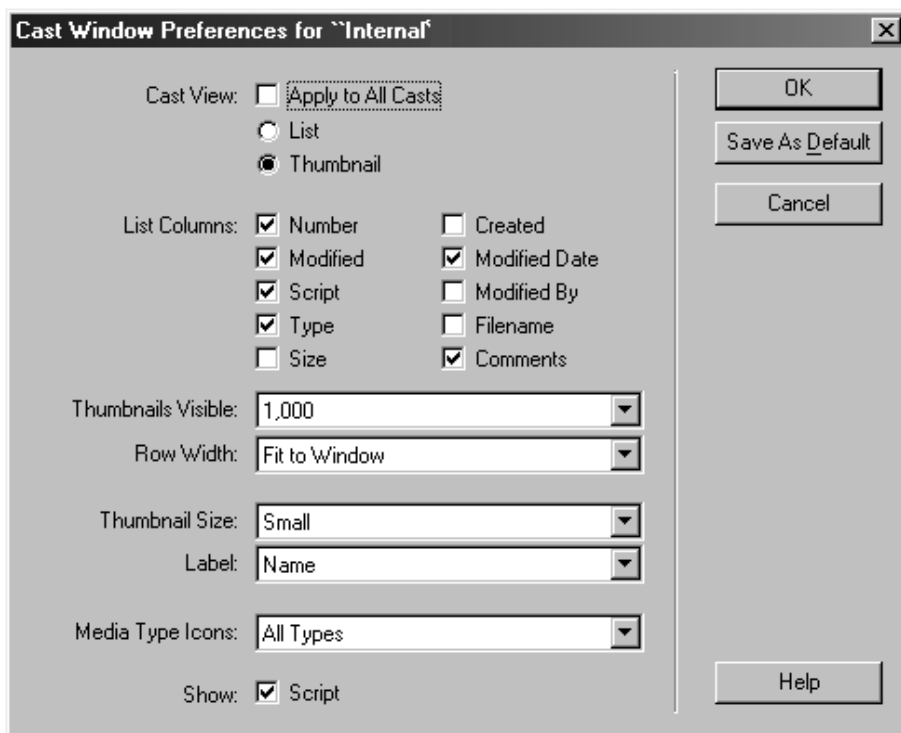 Cast Window Preferences for ``Internal‵
Cast View: Apply to All Casts
List
Thumbnail
List Columns: Number Created
Modified Modified Date
Script Modified By
Type Filename
Size Comments
Thumbnails Visible: 1,000
Row Width: Fit to Window
Thumbnail Size: Small
Label: Name
Media Type Icons: All Types
Show: Script
OK
Save As Default
Cancel
Help